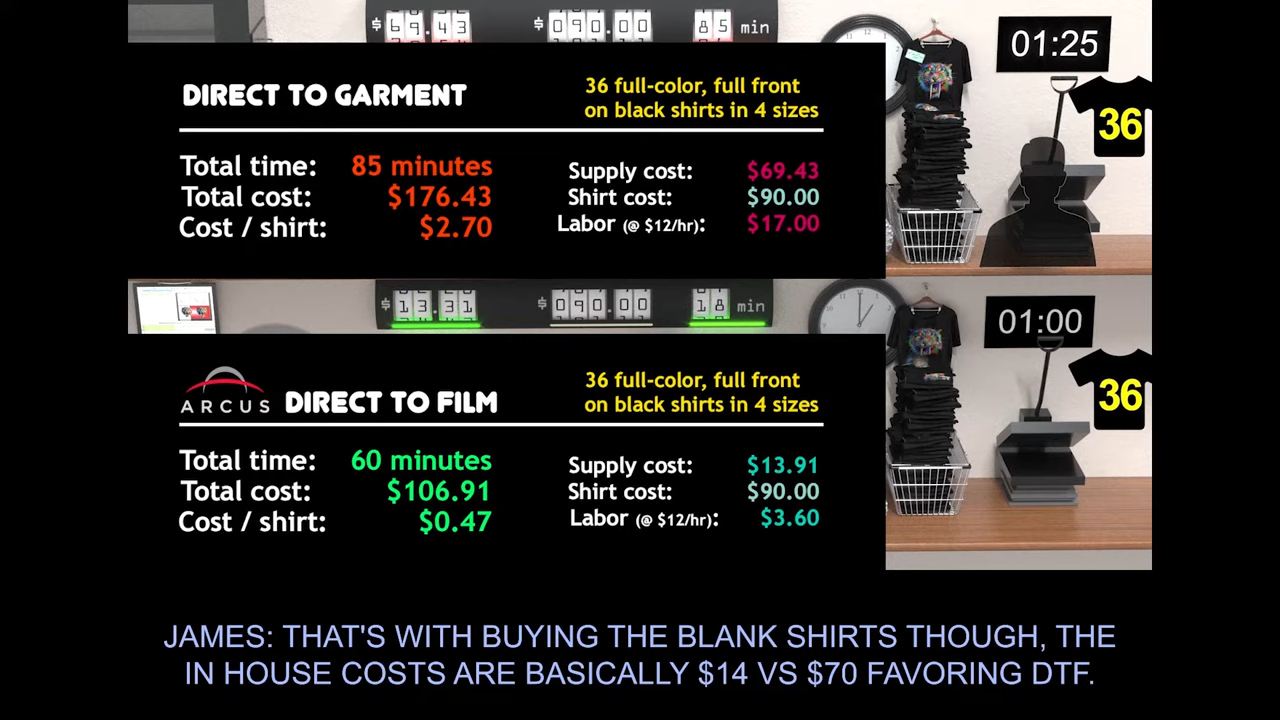 $ 69.43 $ 090.00 85 min
01:25
DIRECT TO GARMENT
36 full-color, full front
on black shirts in 4 sizes
36
Total time: 85 minutes
Total cost: $176.43
Cost / shirt: $2.70
Supply cost: $69.43
Shirt cost: $90.00
Labor (@ $12/hr): $17.00
$ 13.31 $ 090.00 18 min
01:00
ARCUS DIRECT TO FILM
36 full-color, full front
on black shirts in 4 sizes
36
Total time: 60 minutes
Total cost: $106.91
Cost / shirt: $0.47
Supply cost: $13.91
Shirt cost: $90.00
Labor (@ $12/hr): $3.60
JAMES: THAT'S WITH BUYING THE BLANK SHIRTS THOUGH, THE
IN HOUSE COSTS ARE BASICALLY $14 VS $70 FAVORING DTF.